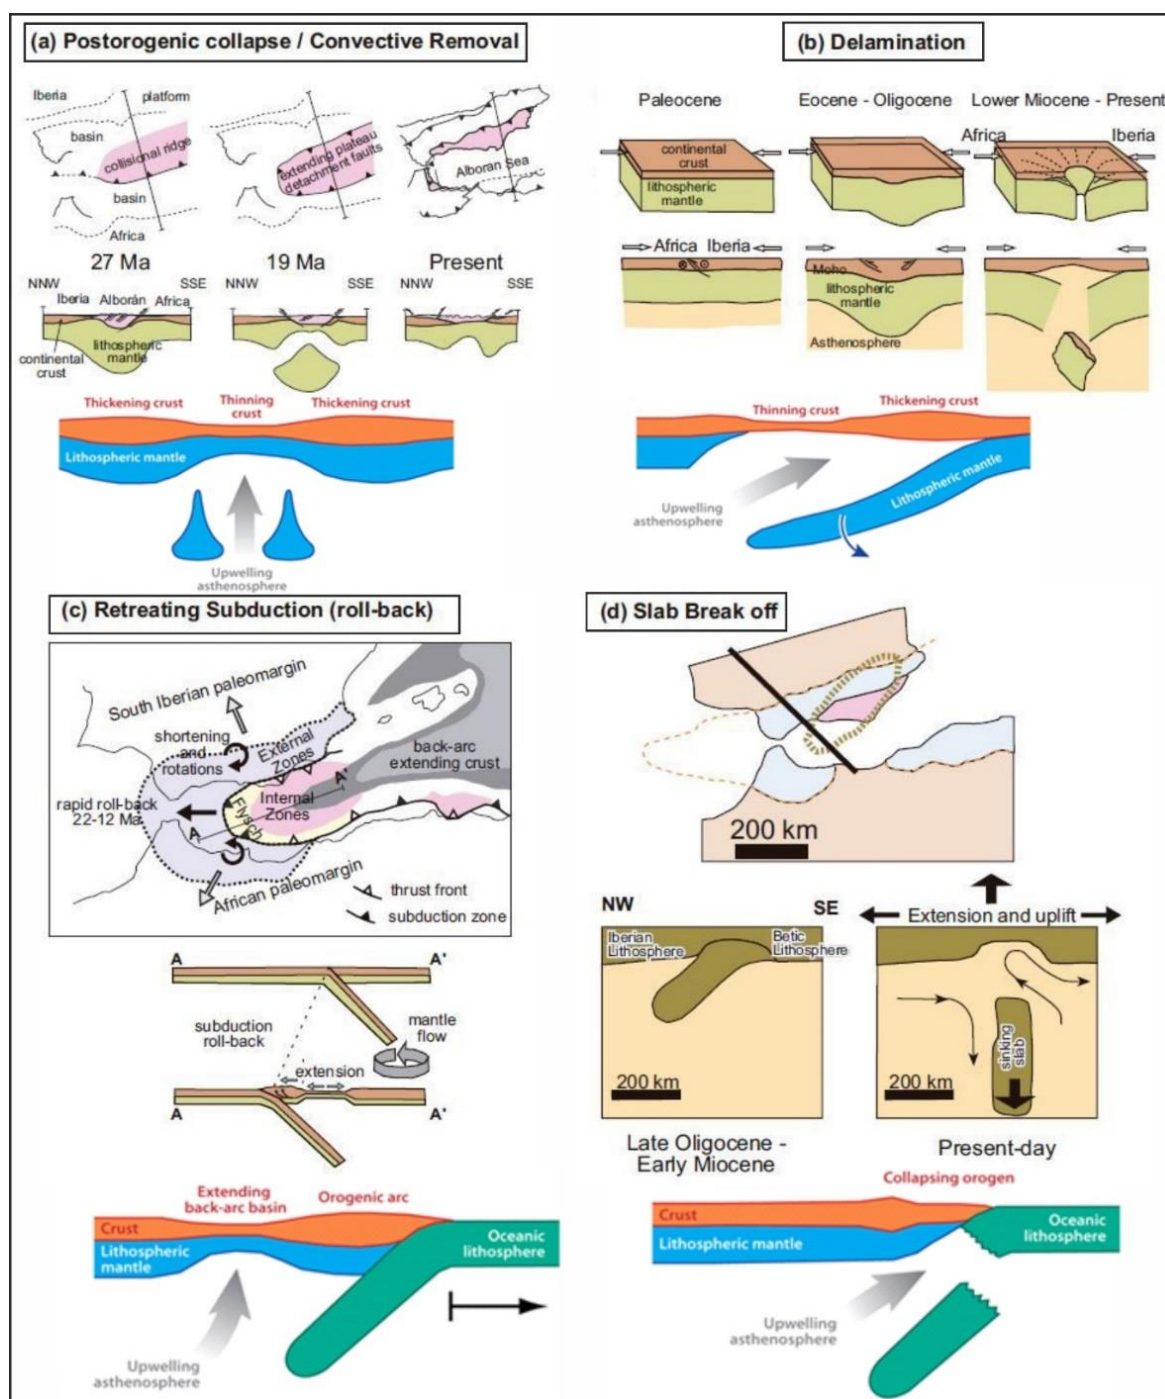 (a) Postorogenic collapse / Convective Removal
Iberia
platform
basin
collisional ridge
basin
Africa
extending plateau
detachment faults
Alboran Sea
27 Ma
19 Ma
Present
NNW
SSE
NNW
SSE
NNW
SSE
Iberia
Alborán
Africa
lithospheric
mantle
continental
crust
Thickening crust
Thinning
crust
Thickening crust
Lithospheric mantle
Upwelling
asthenosphere
(b) Delamination
Paleocene
Eocene - Oligocene
Lower Miocene - Present
Africa
Iberia
continental
crust
lithospheric
mantle
Africa
Iberia
Moho
lithospheric
mantle
Asthenosphere
Thinning crust
Thickening crust
Lithospheric mantle
Upwelling
asthenosphere
(c) Retreating Subduction (roll-back)
South Iberian paleomargin
shortening
and
rotations
External
Zones
back-arc
extending crust
A'
Internal
Zones
rapid roll-back
22-12 Ma
Flysch
A
African paleomargin
thrust front
subduction zone
A
A'
subduction
roll-back
mantle
flow
extension
A
A'
Extending
back-arc basin
Orogenic arc
Crust
Lithospheric
mantle
Oceanic
lithosphere
Upwelling
asthenosphere
(d) Slab Break off
200 km
NW
SE
Extension and uplift
Iberian
Lithosphere
Betic
Lithosphere
sinking
slab
200 km
200 km
Late Oligocene -
Early Miocene
Present-day
Collapsing orogen
Crust
Lithospheric mantle
Oceanic
lithosphere
Upwelling
asthenosphere